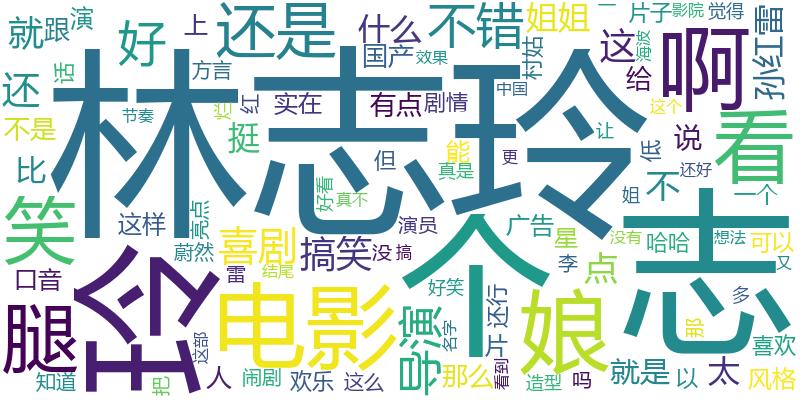 就
跟
演
上
好
还是
什么
不错
姐姐
一
片子
影院
觉得
还
话
方言
国产
效果
村姑
这
海波
给
啊
孙红雷
林志玲
不是
节奏
烂
红
实在
有点
剧情
中国
这个
比
挺
但
能
真是
更
让
低
说
看
不
还好
一个
笑
这样
亮点
蔚然
喜剧
搞笑
好看
真不
没
搞
演员
个
广告
星
李
点
姐
没有
志
哈哈
想法
可以
又
口音
雷
结尾
玲
腿
电影
导演
好笑
名字
片
还行
娘
多
那
喜欢
知道
把
这部
人
闹剧
欢乐
这么
那么
看到
造型
吗
就是
以
太
风格